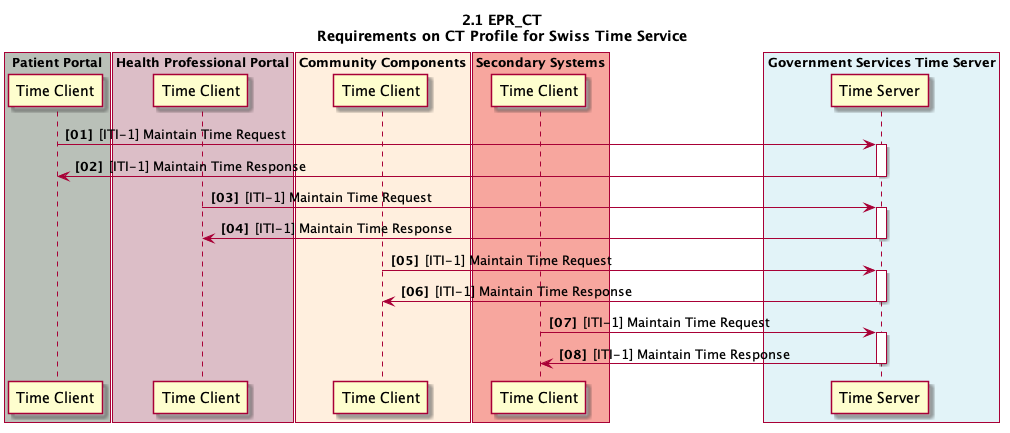 2.1 EPR_CT
Requirements on CT Profile for Swiss Time Service
Patient Portal
Health Professional Portal
Community Components
Secondary Systems
Government Services Time Server
Time Client
Time Client
Time Client
Time Client
Time Server
[01] [ITI-1] Maintain Time Request
[02] [ITI-1] Maintain Time Response
[03] [ITI-1] Maintain Time Request
[04] [ITI-1] Maintain Time Response
[05] [ITI-1] Maintain Time Request
[06] [ITI-1] Maintain Time Response
[07] [ITI-1] Maintain Time Request
[08] [ITI-1] Maintain Time Response
Time Client
Time Client
Time Client
Time Client
Time Server